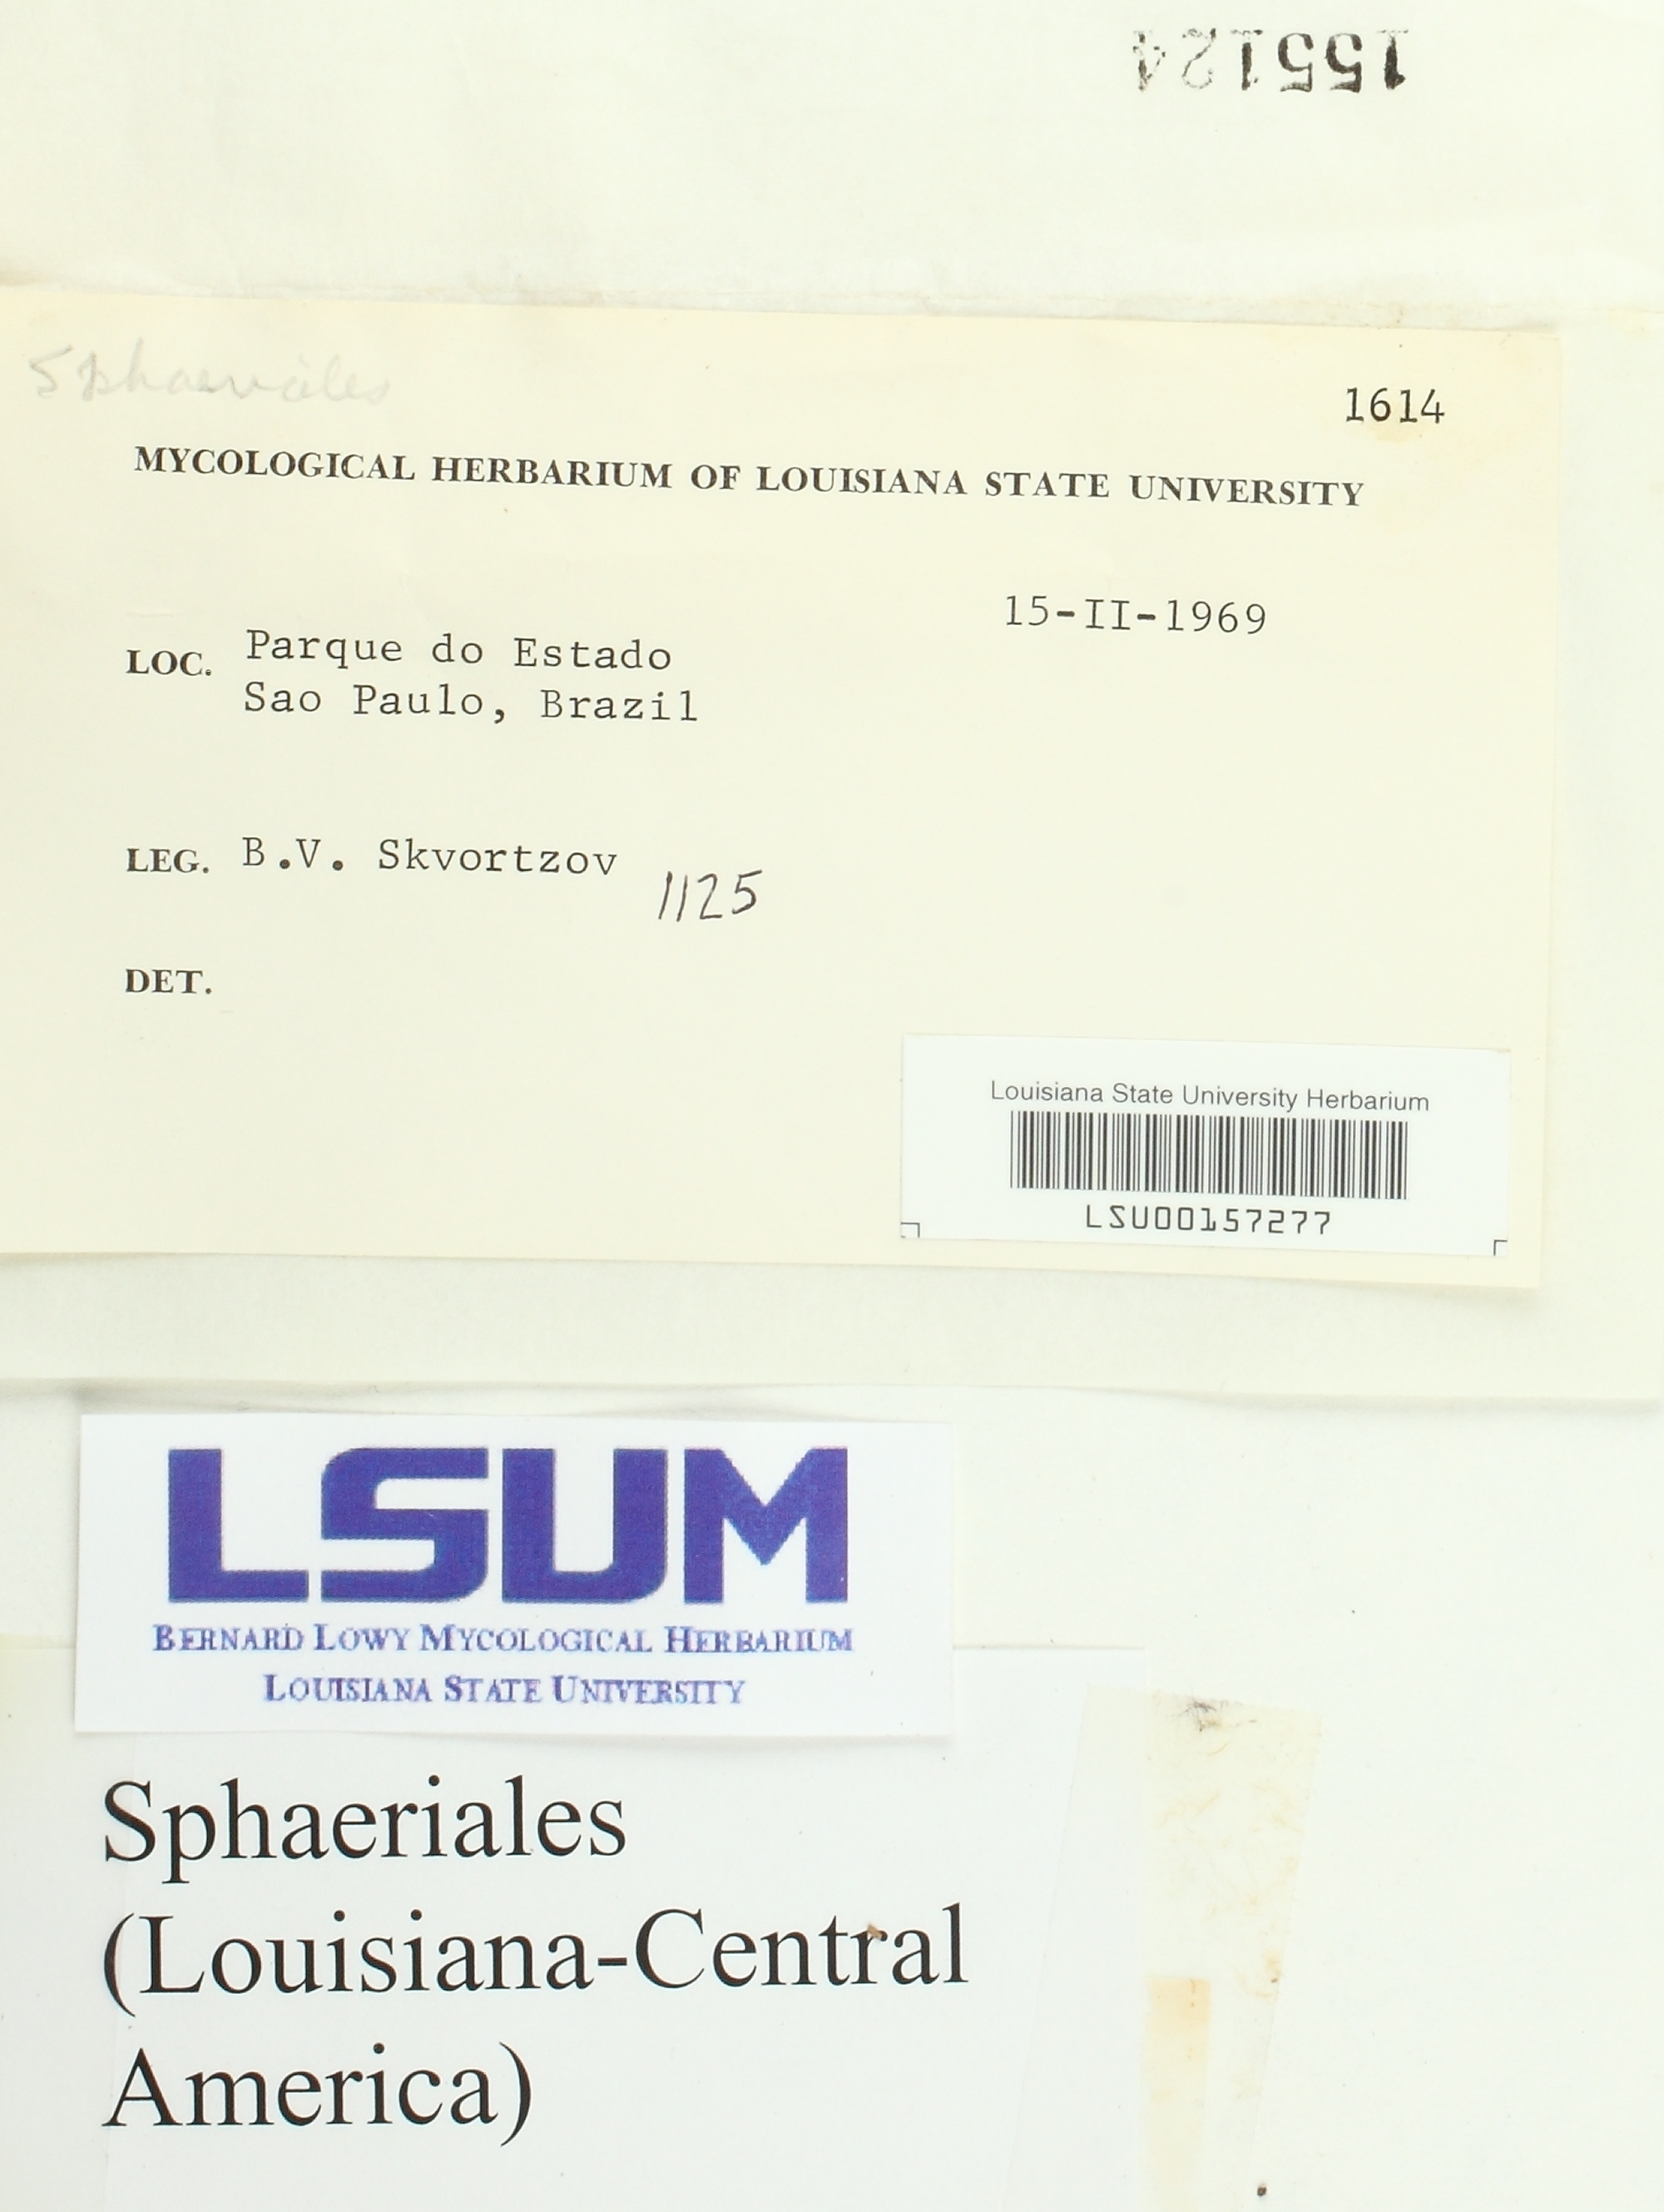 155124
Sphaeriales
1614
MYCOLOGICAL HERBARIUM OF LOUISIANA STATE UNIVERSITY
15-II-1969
LOC. Parque do Estado
Sao Paulo, Brazil
LEG. B.V. Skvortzov 1125
DET.
Louisiana State University Herbarium
LSU00157277
LSUM
BERNARD LOWY MYCOLOGICAL HERBARIUM
LOUISIANA STATE UNIVERSITY
Sphaeriales
(Louisiana-Central
America)